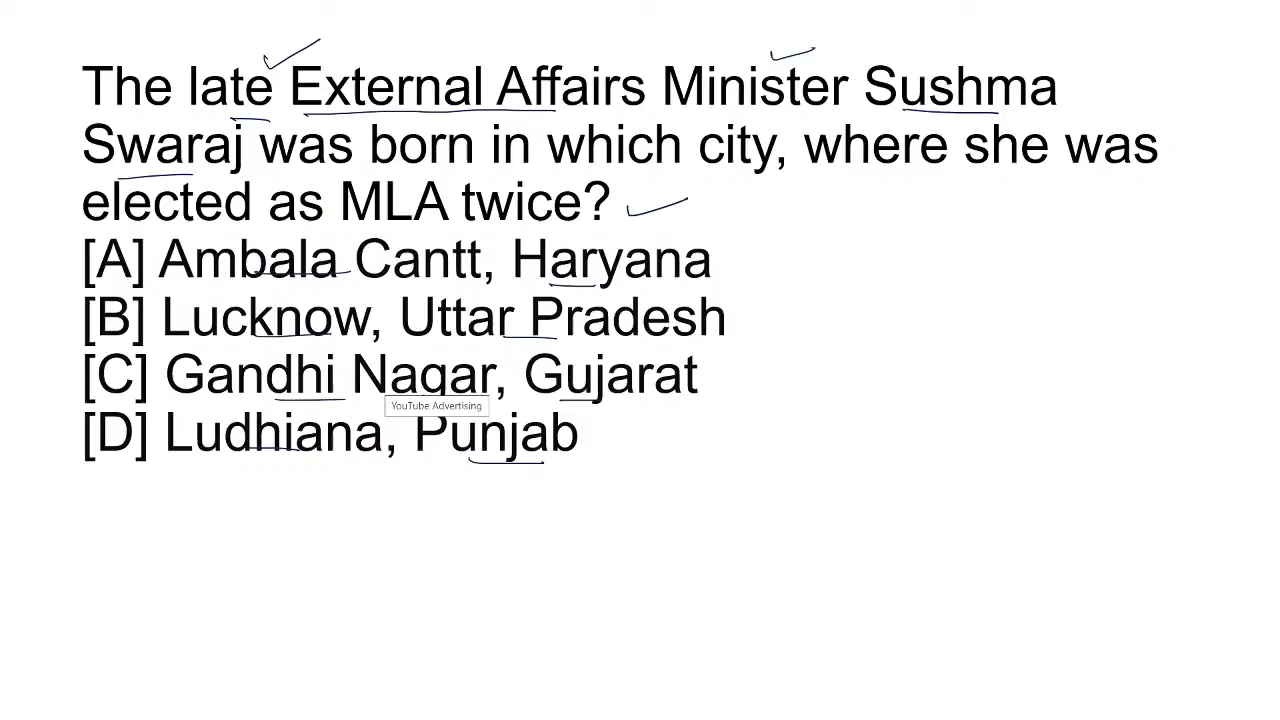 The late External Affairs Minister Sushma
Swaraj was born in which city, where she was
elected as MLA twice?
[A] Ambala Cantt, Haryana
[B] Lucknow, Uttar Pradesh
[C] Gandhi Nagar, Gujarat
YouTube Advertising
[D] Ludhiana, Punjab